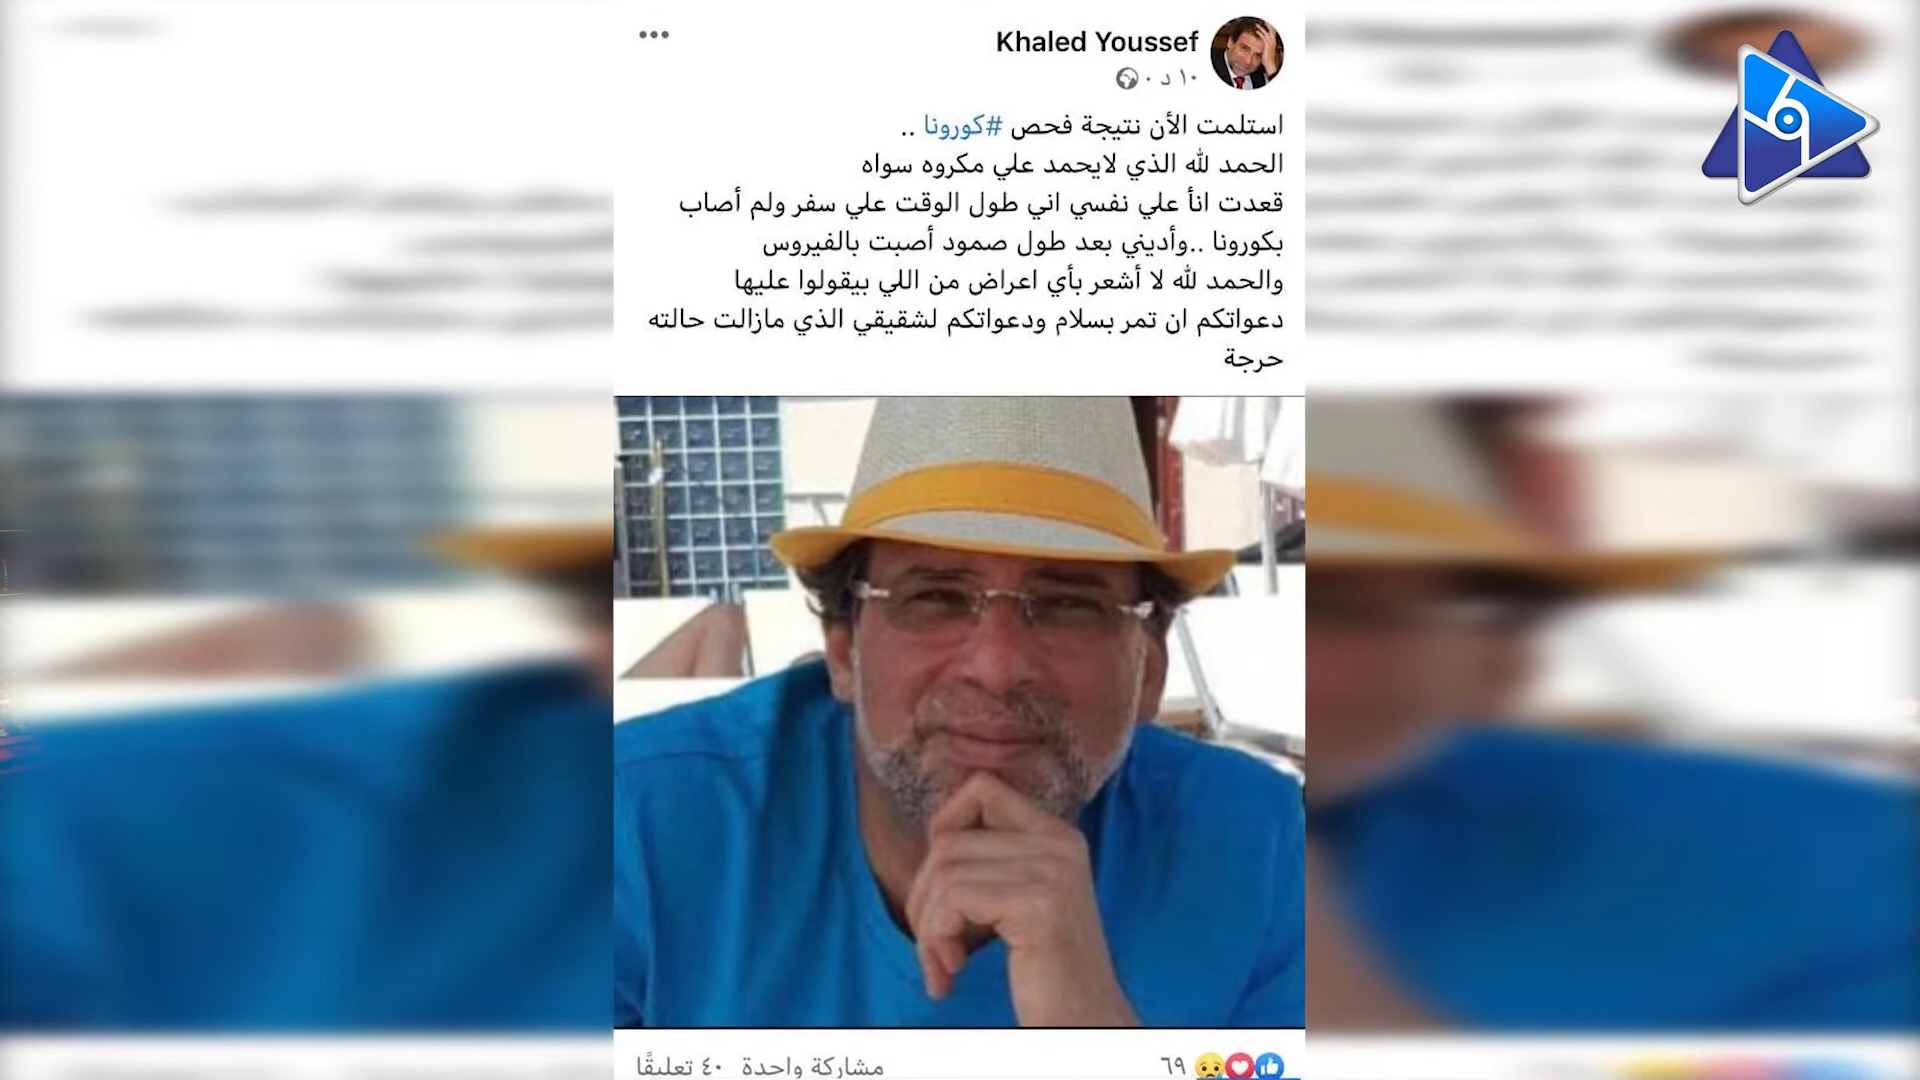 Khaled Youssef
١٠ د ·
استلمت الأن نتيجة فحص #كورونا ..
الحمد لله الذي لايحمد علي مكروه سواه
قعدت انأ علي نفسي اني طول الوقت علي سفر ولم أصاب
بكورونا ..وأديني بعد طول صمود أصبت بالفيروس
والحمد لله لا أشعر بأي اعراض من اللي بيقولوا عليها
دعواتكم ان تمر بسلام ودعواتكم لشقيقي الذي مازالت حالته
حرجة
٦٩
مشاركة واحدة ٤٠ تعليقًا